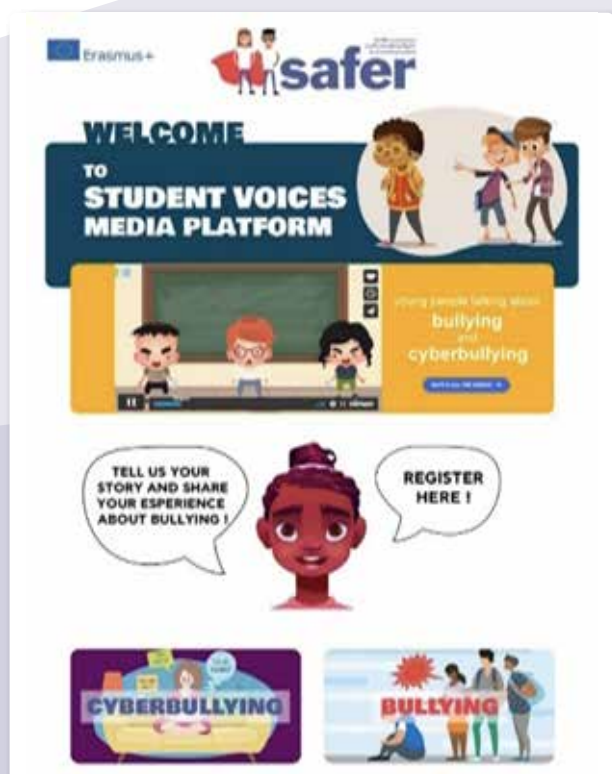 Erasmus+
safer
WELCOME
TO
STUDENT VOICES
MEDIA PLATFORM
young people talking about
bullying
and
cyberbullying
TELL US YOUR
STORY AND SHARE
YOUR ESPERIENCE
ABOUT BULLYING !
REGISTER
HERE !
CYBERBULLYING
BULLYING